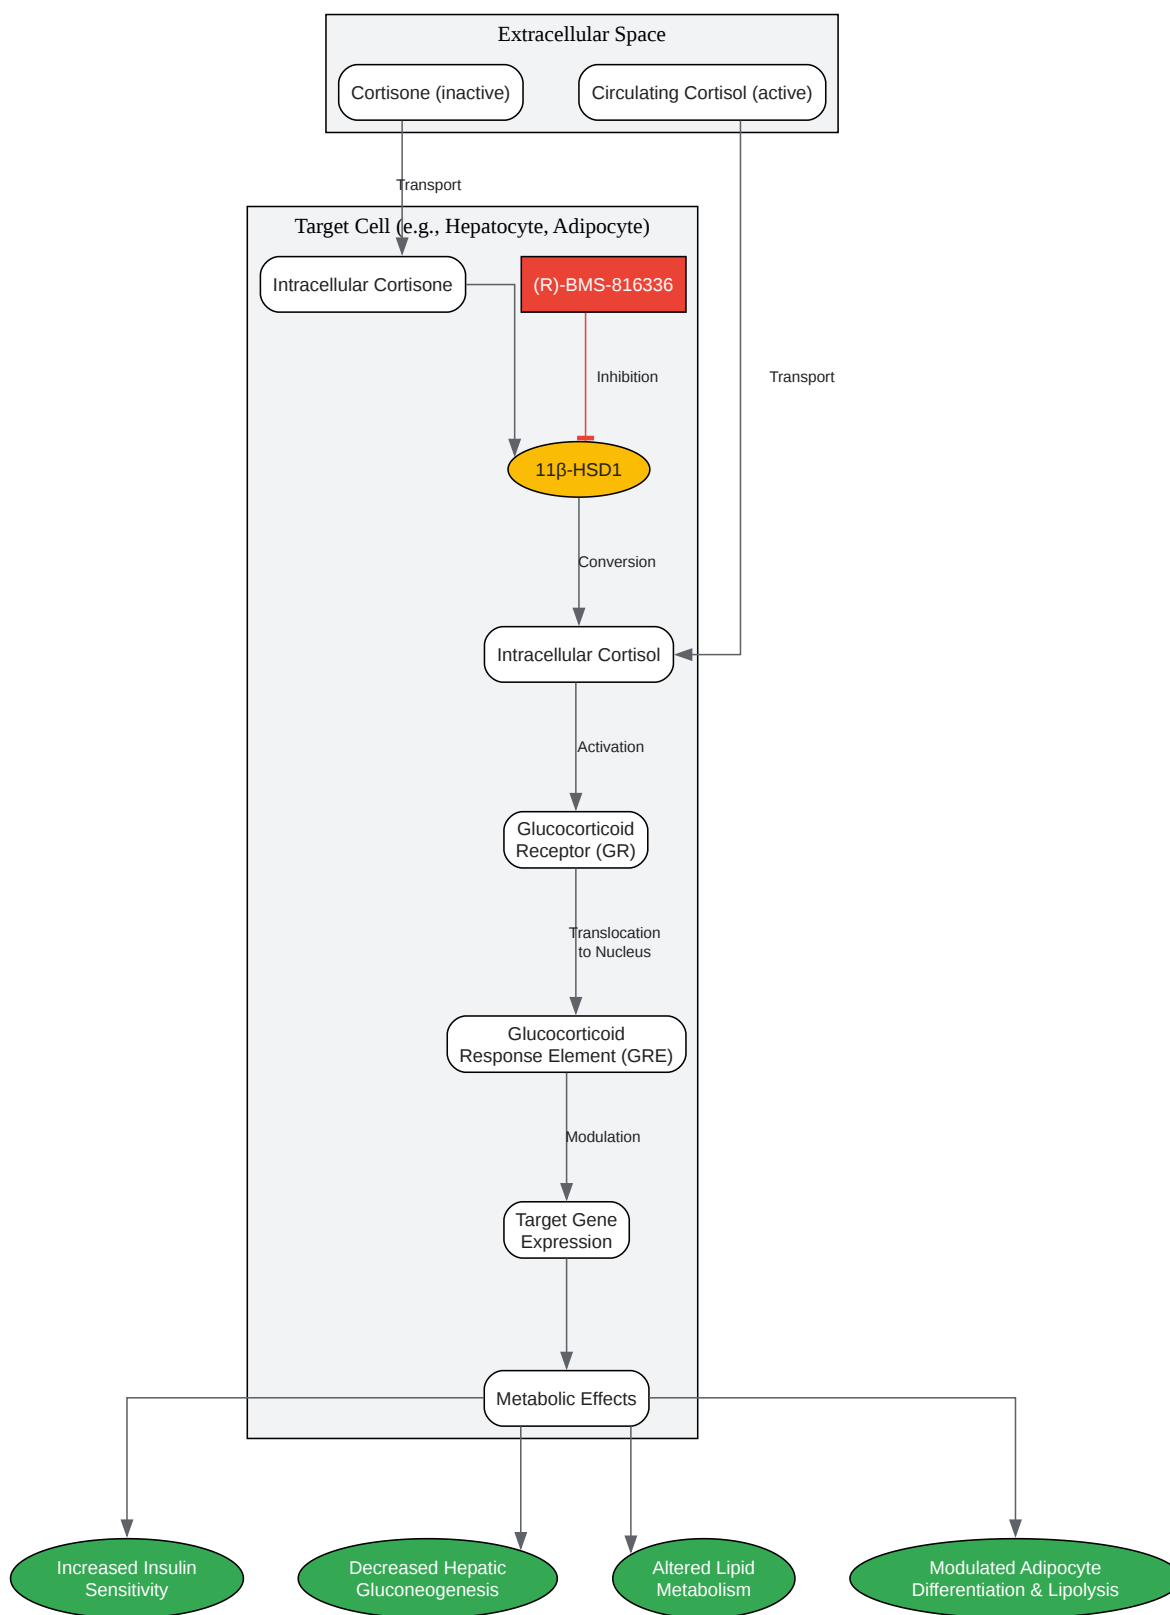 Extracellular Space
Cortisone (inactive)
Circulating Cortisol (active)
Transport
Target Cell (e.g., Hepatocyte, Adipocyte)
Intracellular Cortisone
(R)-BMS-816336
Inhibition
Transport
11β-HSD1
Conversion
Intracellular Cortisol
Activation
Glucocorticoid
Receptor (GR)
Translocation
to Nucleus
Glucocorticoid
Response Element (GRE)
Modulation
Target Gene
Expression
Metabolic Effects
Increased Insulin
Sensitivity
Decreased Hepatic
Gluconeogenesis
Altered Lipid
Metabolism
Modulated Adipocyte
Differentiation & Lipolysis